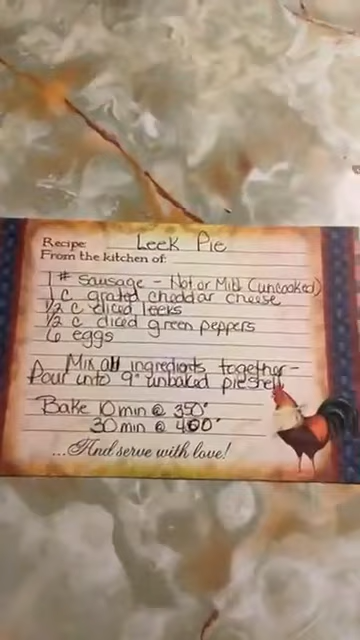 Recipe: Leek Pie
From the kitchen of:
1 # sausage - Hot or Mild (uncooked)
1 c grated cheddar cheese
1/2 c diced leeks
1/2 c diced green peppers
6 eggs
Mix all ingredients together -
Pour into 9" unbaked pie shell
Bake 10 min @ 350°
30 min @ 400°
...And serve with love!